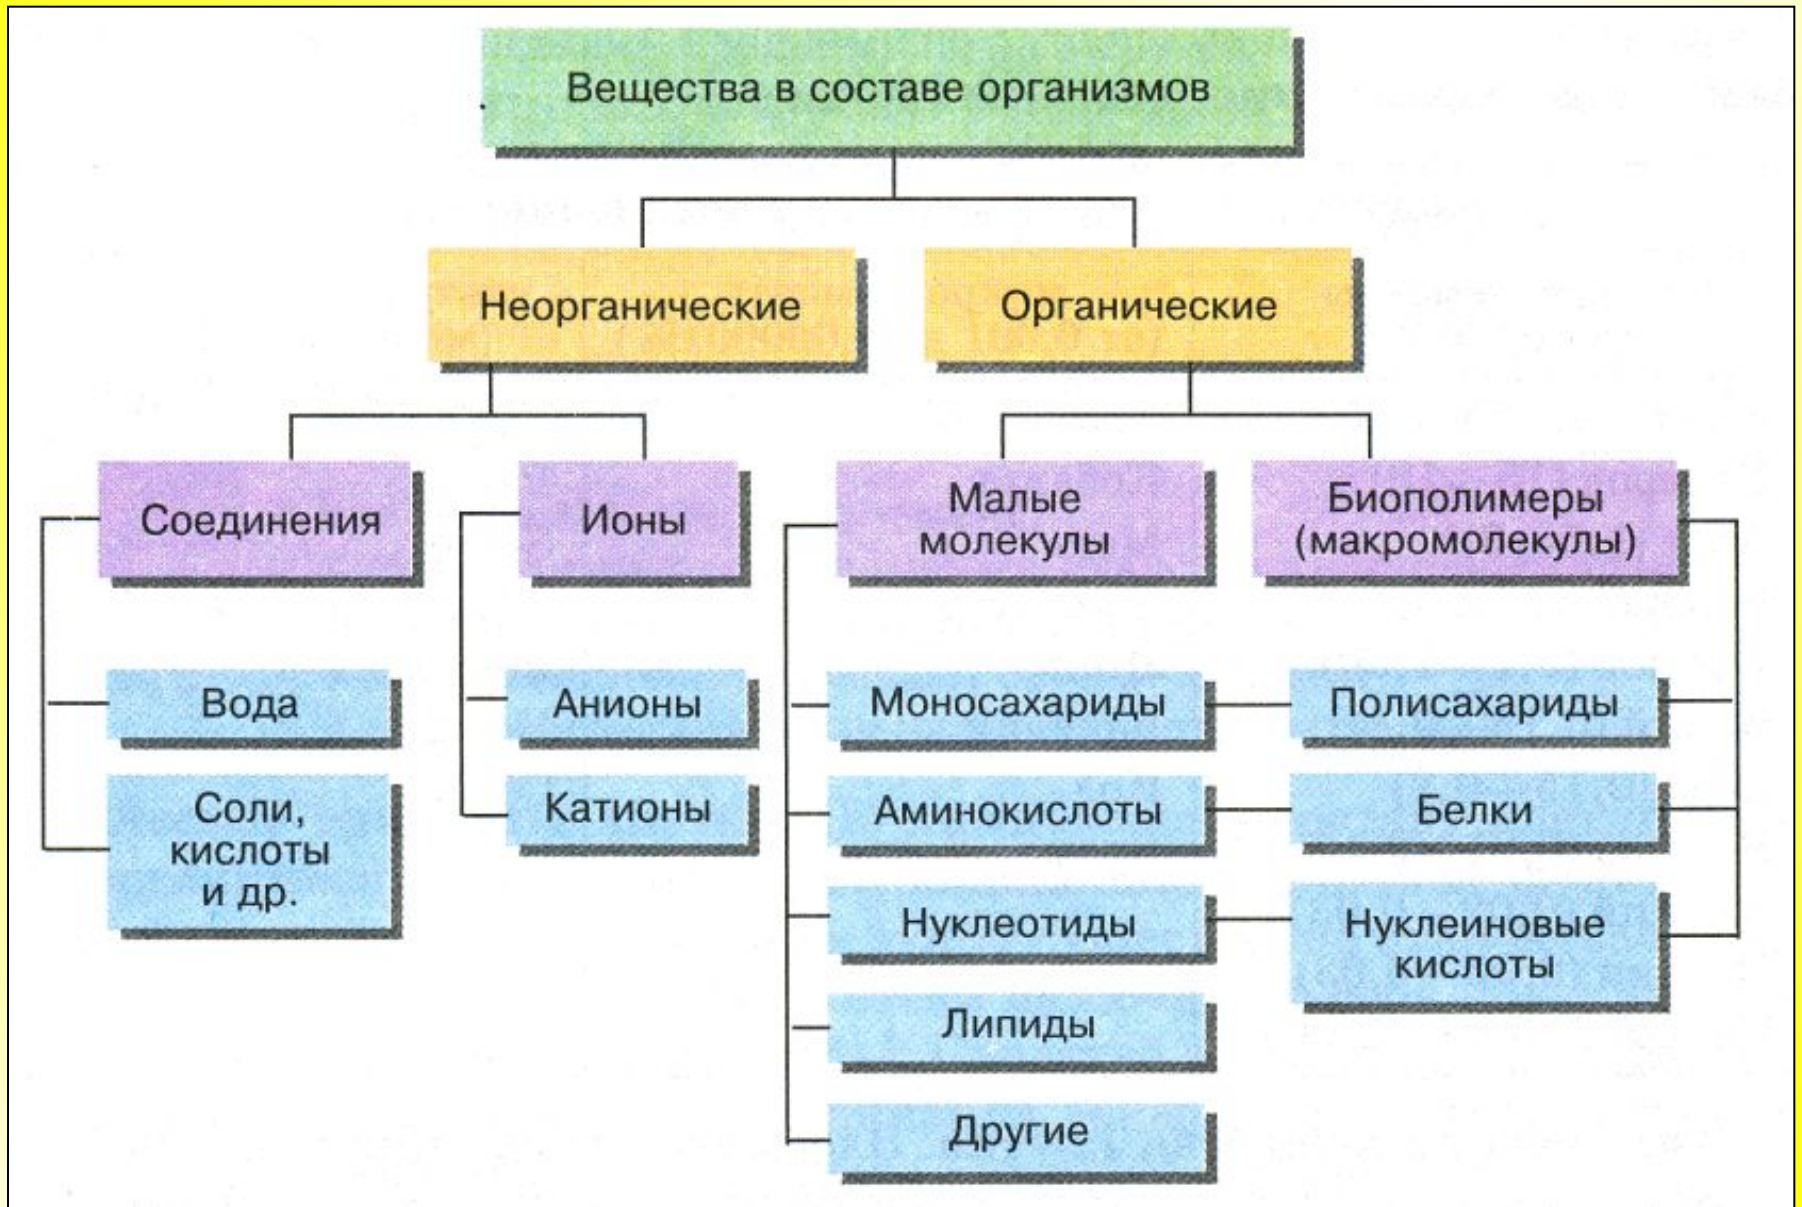 Вещества в составе организмов
Неорганические
Органические
Соединения
Ионы
Малые
молекулы
Биополимеры
(макромолекулы)
Вода
Соли,
кислоты
и др.
Анионы
Катионы
Моносахариды
Аминокислоты
Нуклеотиды
Липиды
Другие
Полисахариды
Белки
Нуклеиновые
кислоты